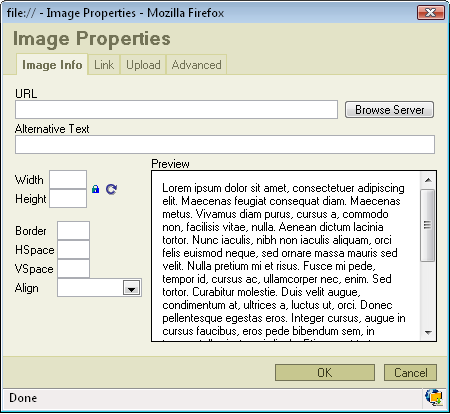 file:// - Image Properties - Mozilla Firefox
Image Properties
Image Info Link Upload Advanced
URL
Browse Server
Alternative Text
Width
Height
Border
HSpace
VSpace
Align
Preview
Lorem ipsum dolor sit amet, consectetuer adipiscing
elit. Maecenas feugiat consequat diam. Maecenas
metus. Vivamus diam purus, cursus a, commodo
non, facilisis vitae, nulla. Aenean dictum lacinia
tortor. Nunc iaculis, nibh non iaculis aliquam, orci
felis euismod neque, sed ornare massa mauris sed
velit. Nulla pretium mi et risus. Fusce mi pede,
tempor id, cursus ac, ullamcorper nec, enim. Sed
tortor. Curabitur molestie. Duis velit augue,
condimentum at, ultrices a, luctus ut, orci. Donec
pellentesque egestas eros. Integer cursus, augue in
cursus faucibus, eros pede bibendum sem, in
OK Cancel
Done